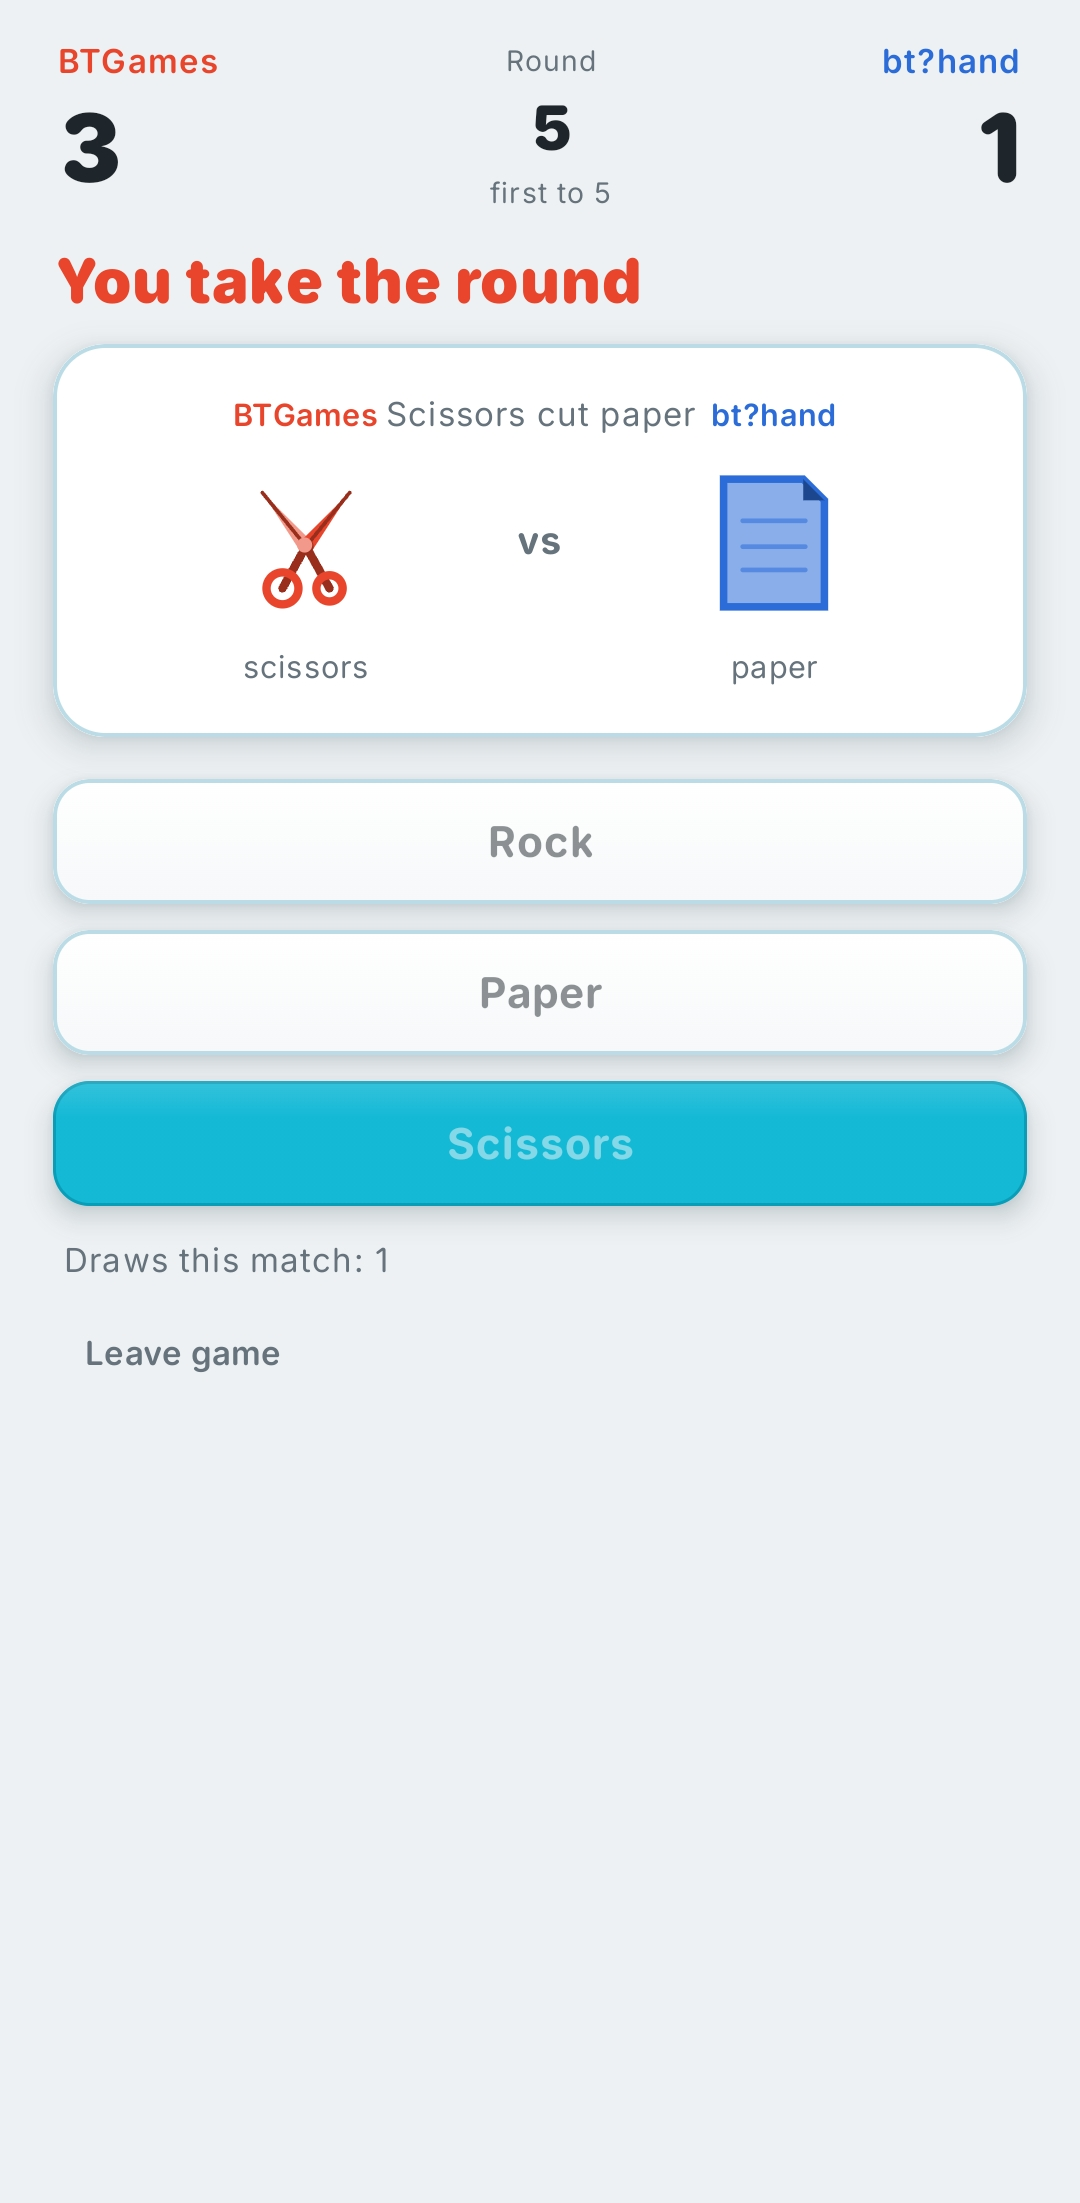 BTGames
Round
bt?hand
3
5
1
first to 5
You take the round
BTGames Scissors cut paper bt?hand
vs
scissors
paper
Rock
Paper
Scissors
Draws this match: 1
Leave game